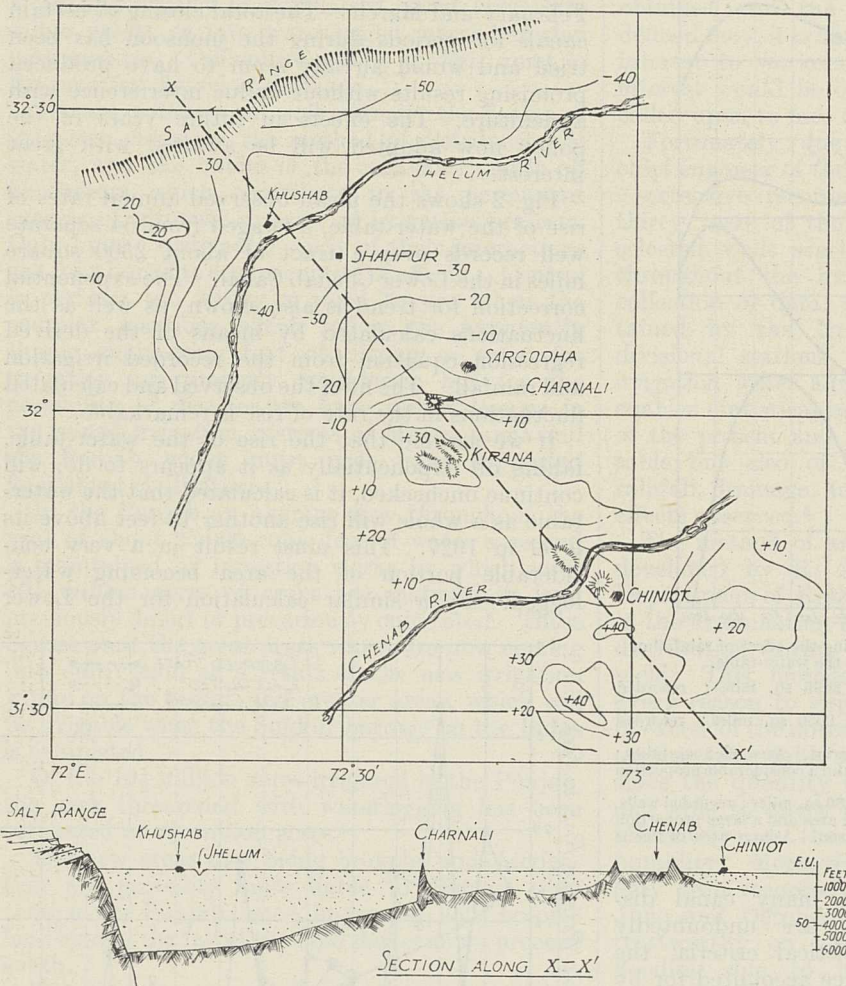 X
50
-40
32·30
SALT RANGE
JHELUM RIVER
-30
KHUSHAB
-20
-20
SHAHPUR
-30
-10
-40
-30
-20
-10
SARGODHA
-20
CHARNALI
32°
-10
+10
+30
KIRANA
+10
+20
+10
+10
CHENAB RIVER
CHINIOT
+20
+40
+30
31°30
+40
+20
+30
X'
72°E
72°30
73°
SALT RANGE
KHUSHAB
JHELUM
CHARNALI
CHENAB
CHINIOT
E.U.
FEET
1000
2000
3000
50
4000
5000
6000
SECTION ALONG X-X'